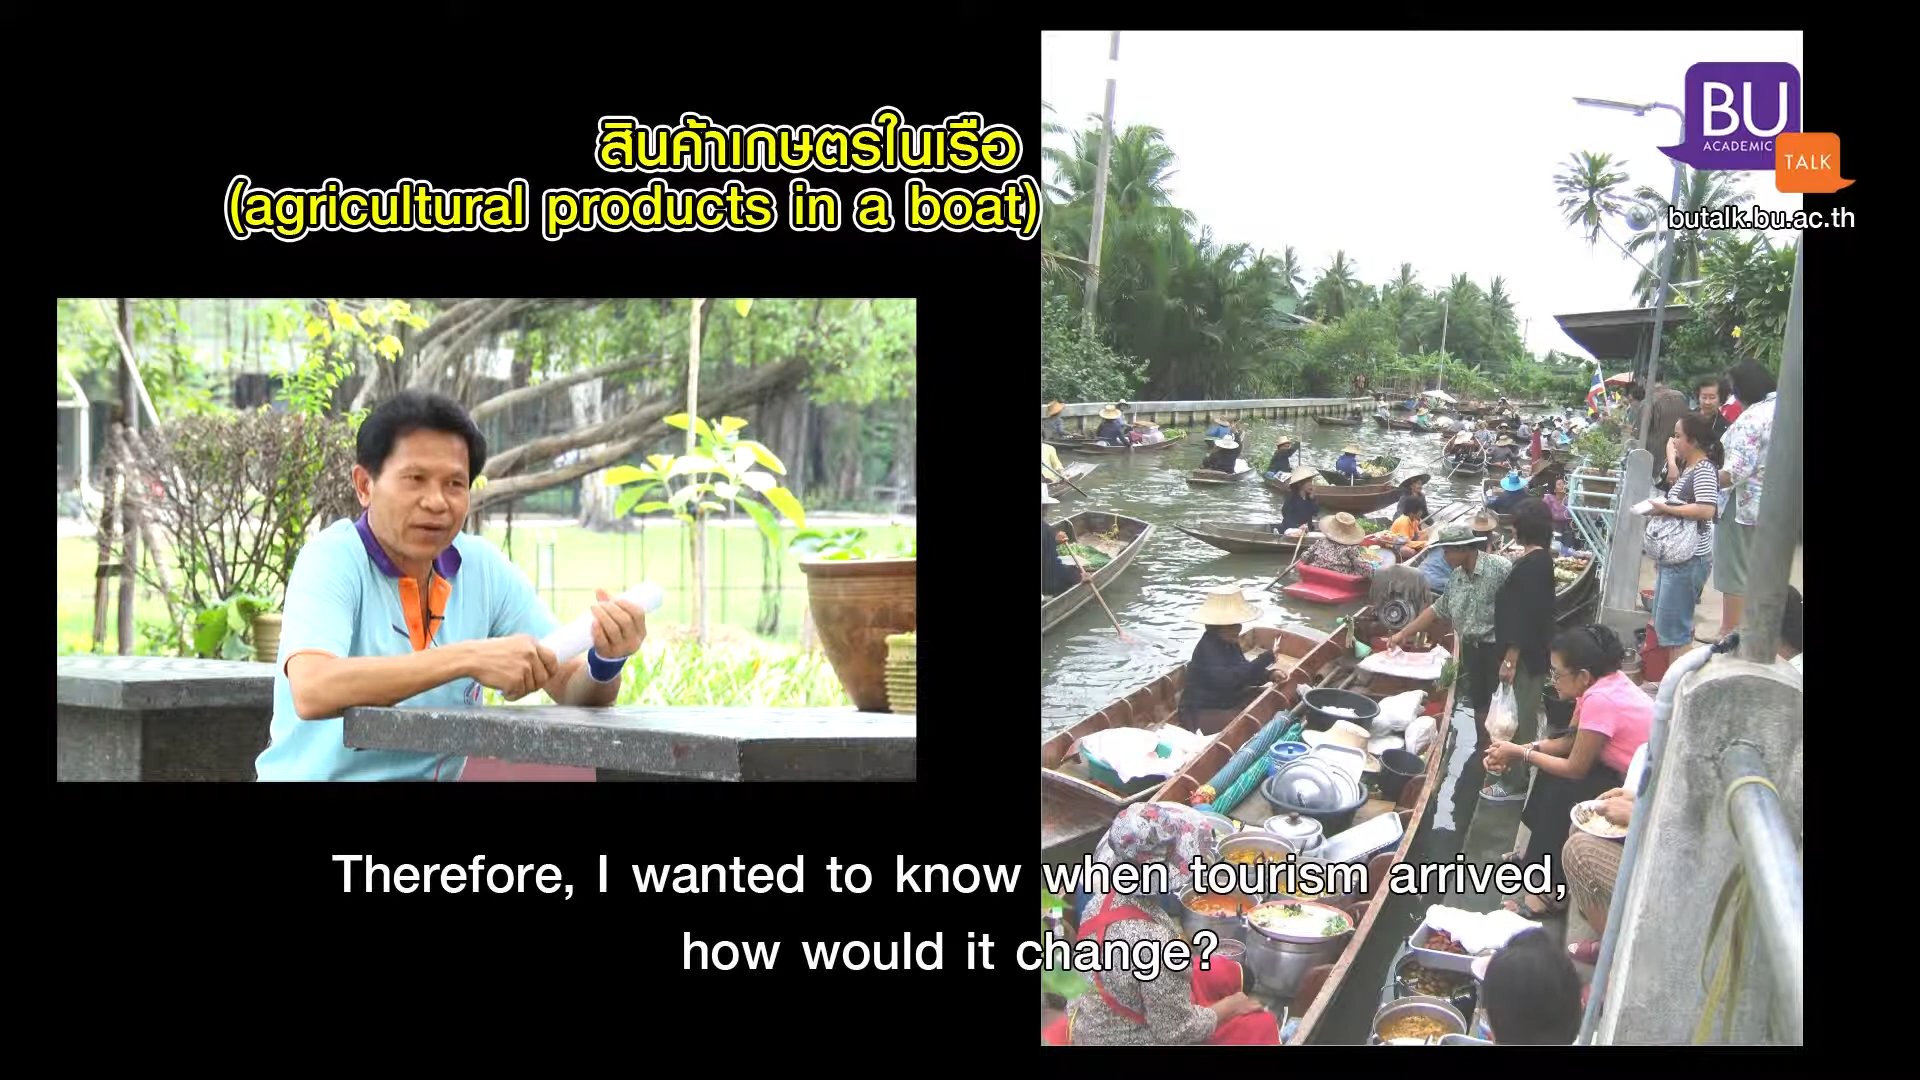 สินค้าเกษตรในเรือ
(agricultural products in a boat)
BU
ACADEMIC
TALK
butalk.bu.ac.th
Therefore, I wanted to know when tourism arrived,
how would it change?